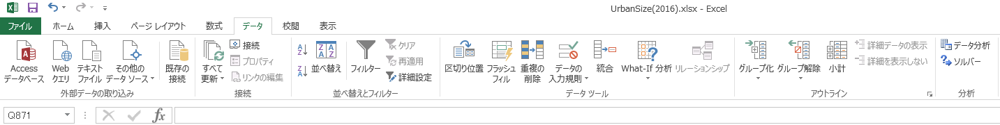 UrbanSize(2016).xlsx - Excel
ファイル ホーム 挿入 ページ レイアウト 数式 データ 校閲 表示
Access
データベース
Web
クエリ
テキスト
ファイル
その他の
データ ソース
既存の
接続
外部データの取り込み
すべて
更新
接続
プロパティ
リンクの編集
接続
並べ替え
フィルター
クリア
再適用
詳細設定
並べ替えとフィルター
区切り位置
フラッシュ
フィル
重複の
削除
データの
入力規則
統合
What-If 分析
リレーションシップ
データ ツール
グループ化
グループ解除
小計
詳細データの表示
詳細を表示しない
アウトライン
データ分析
ソルバー
分析
Q871
fx